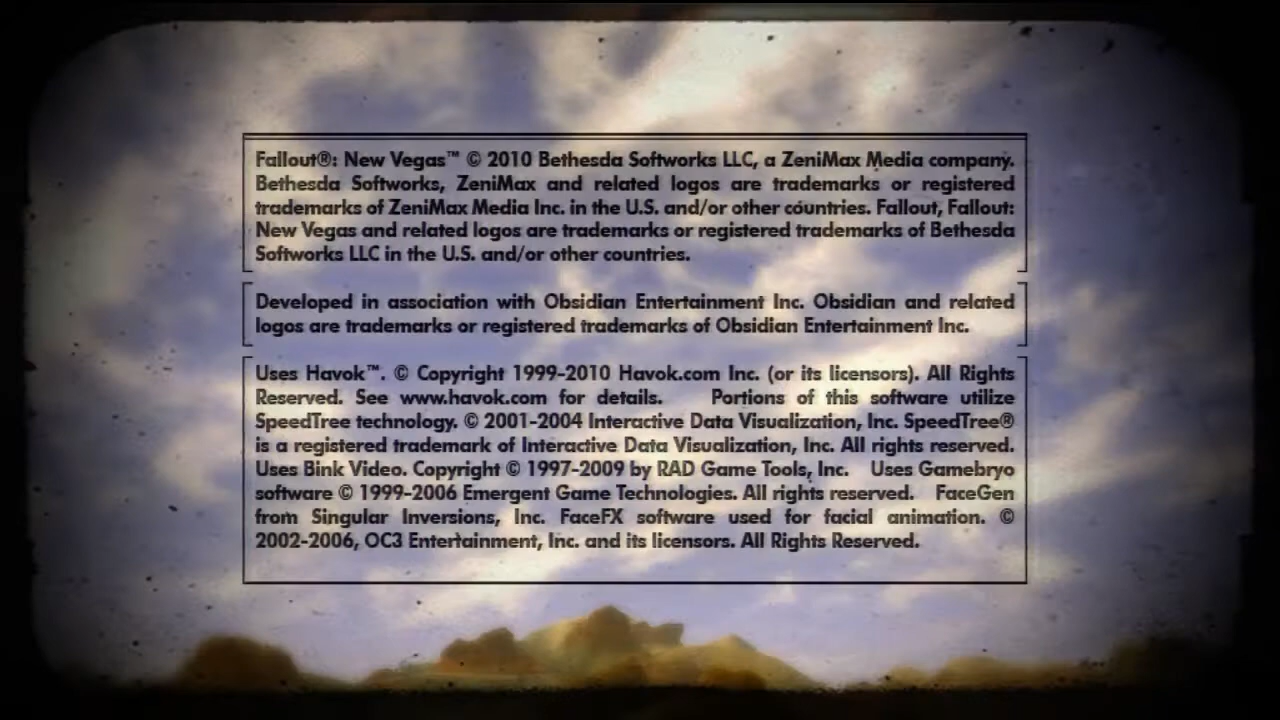 Fallout®: New Vegas™ © 2010 Bethesda Softworks LLC, a ZeniMax Media company.
Bethesda Softworks, ZeniMax and related logos are trademarks or registered
trademarks of ZeniMax Media Inc. in the U.S. and/or other countries. Fallout, Fallout:
New Vegas and related logos are trademarks or registered trademarks of Bethesda
Softworks LLC in the U.S. and/or other countries.
Developed in association with Obsidian Entertainment Inc. Obsidian and related
logos are trademarks or registered trademarks of Obsidian Entertainment Inc.
Uses Havok™. © Copyright 1999-2010 Havok.com Inc. (or its licensors). All Rights
Reserved. See www.havok.com for details. Portions of this software utilize
SpeedTree technology. © 2001-2004 Interactive Data Visualization, Inc. SpeedTree®
is a registered trademark of Interactive Data Visualization, Inc. All rights reserved.
Uses Bink Video. Copyright © 1997-2009 by RAD Game Tools, Inc. Uses Gamebryo
software © 1999-2006 Emergent Game Technologies. All rights reserved. FaceGen
from Singular Inversions, Inc. FaceFX software used for facial animation. ©
2002-2006, OC3 Entertainment, Inc. and its licensors. All Rights Reserved.